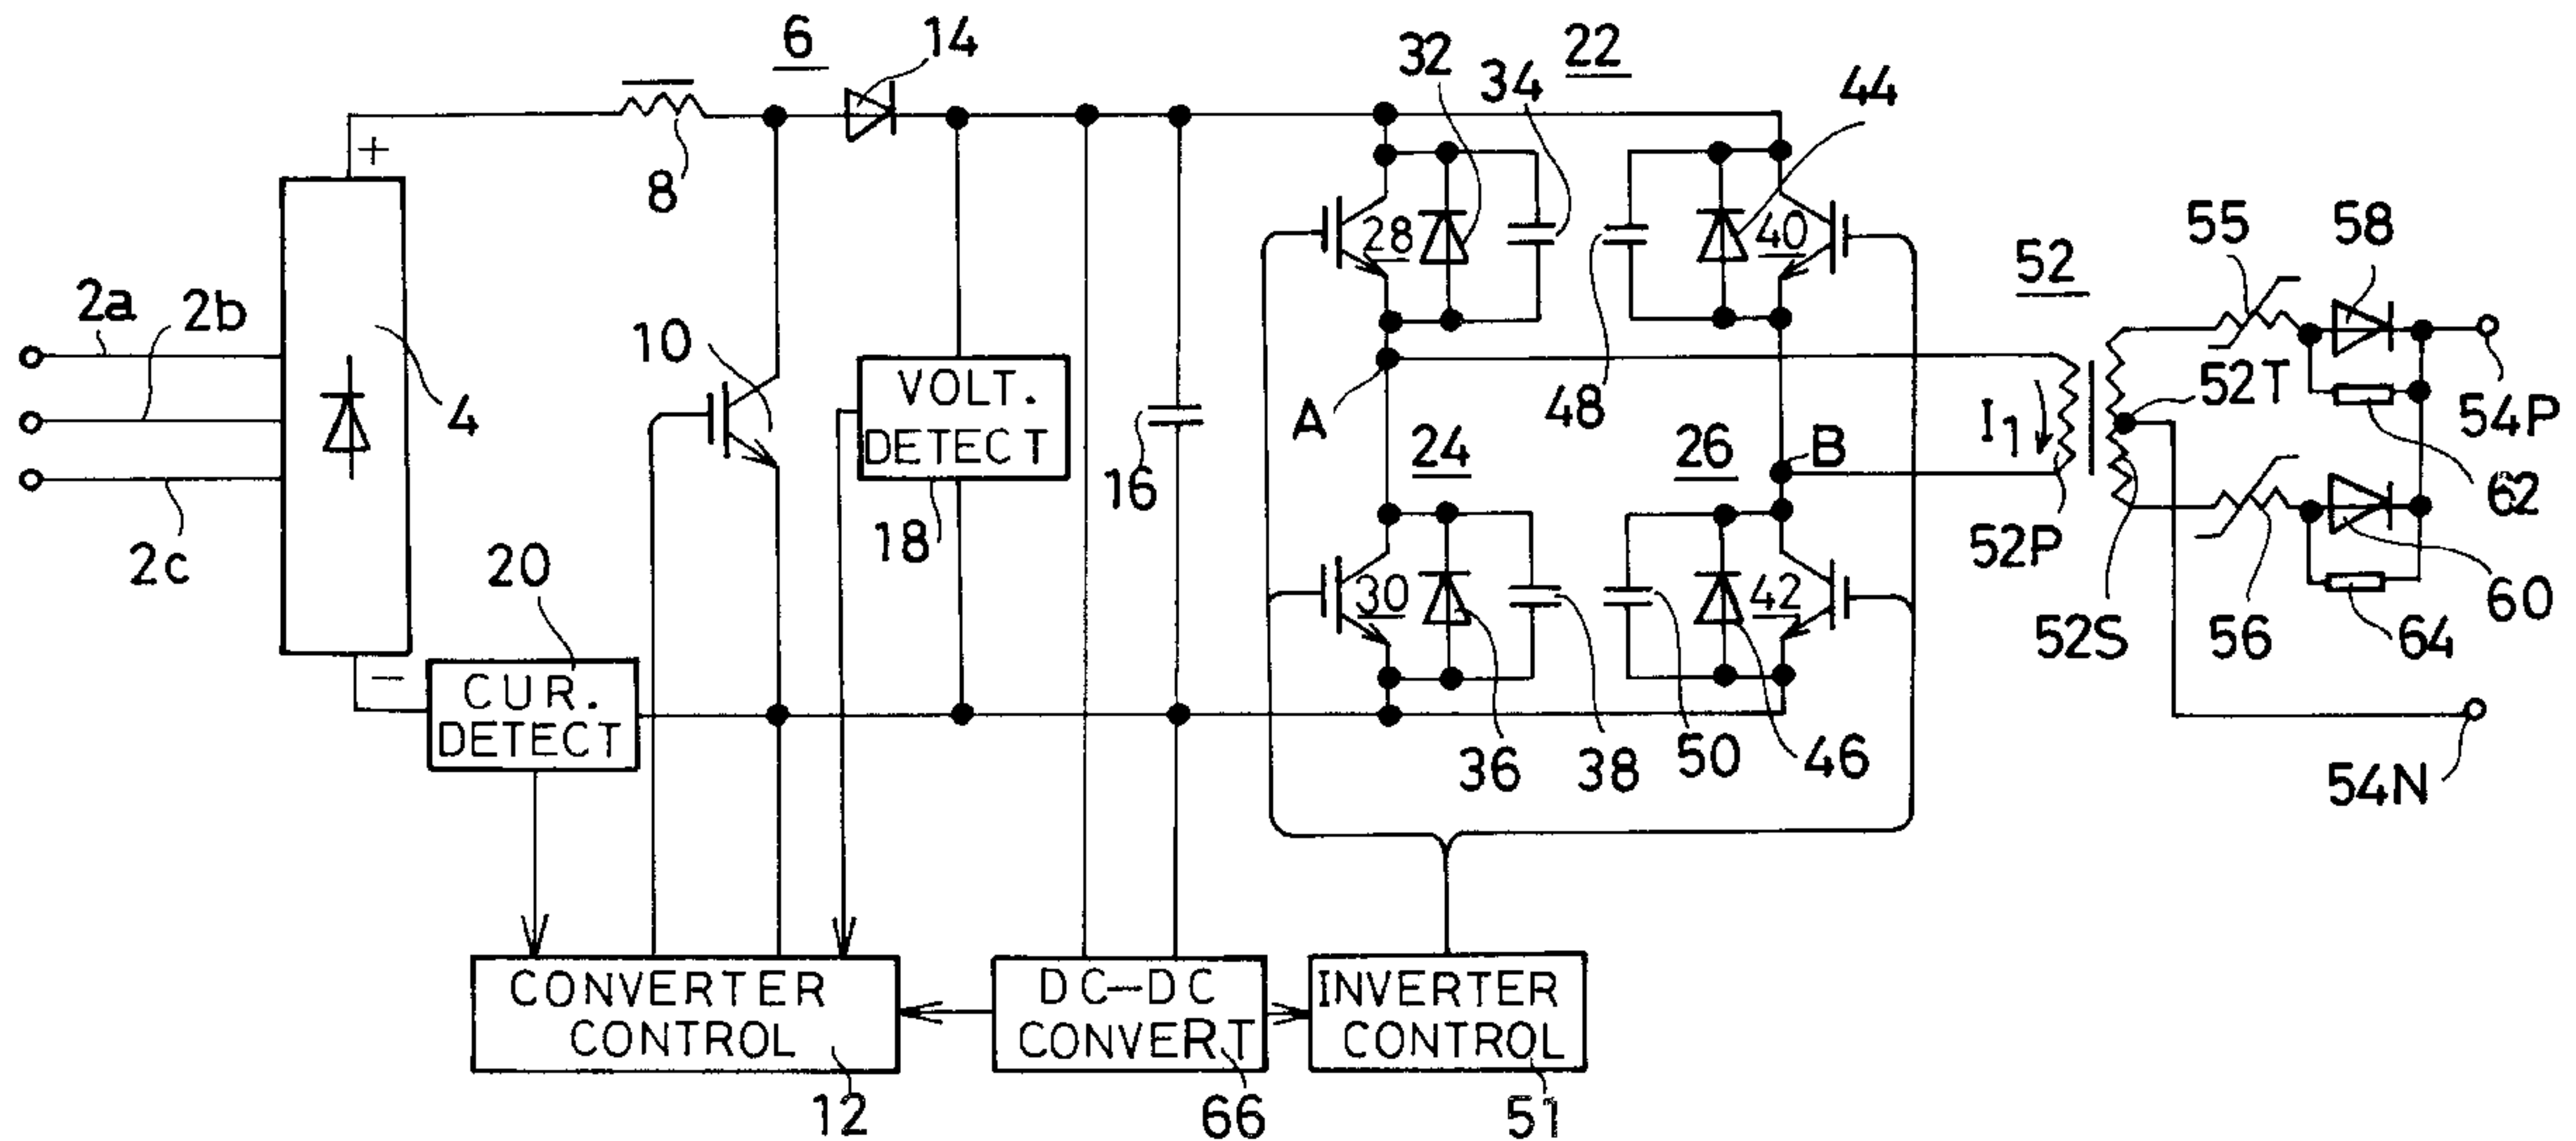 6
14
32
34
22
44
+
8
28
40
55
58
52
2a
2b
10
4
VOLT.
DETECT
A
48
I1
52T
54P
16
24
26
B
18
62
52P
2c
20
30
42
52S
56
60
64
−
CUR.
DETECT
36
38
50
46
54N
CONVERTER
CONTROL
DC−DC
CONVERT
INVERTER
CONTROL
12
66
51